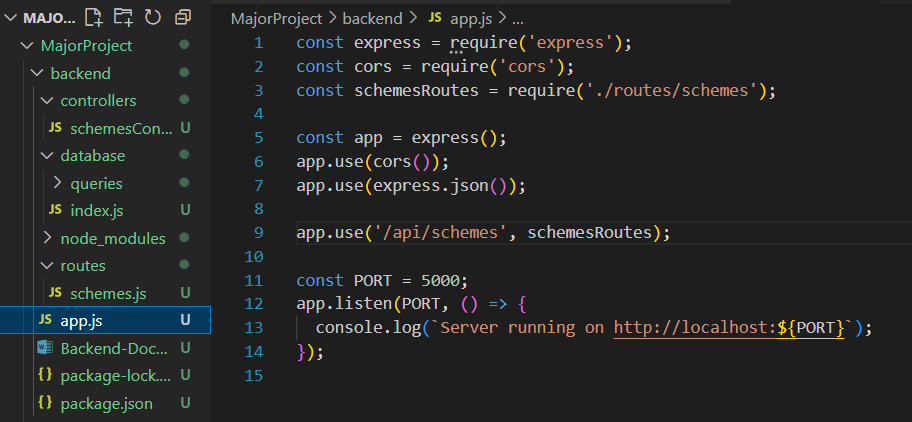 MAJO...
MajorProject
backend
controllers
JS schemesCon... U
database
queries
JS index.js U
node_modules
routes
JS schemes.js U
JS app.js U
Backend-Doc... U
{} package-lock.... U
{} package.json U
MajorProject > backend > JS app.js > ...
1 const express = require('express');
2 const cors = require('cors');
3 const schemesRoutes = require('./routes/schemes');
4
5 const app = express();
6 app.use(cors());
7 app.use(express.json());
8
9 app.use('/api/schemes', schemesRoutes);
10
11 const PORT = 5000;
12 app.listen(PORT, () => {
13 console.log(`Server running on http://localhost:${PORT}`);
14 });
15